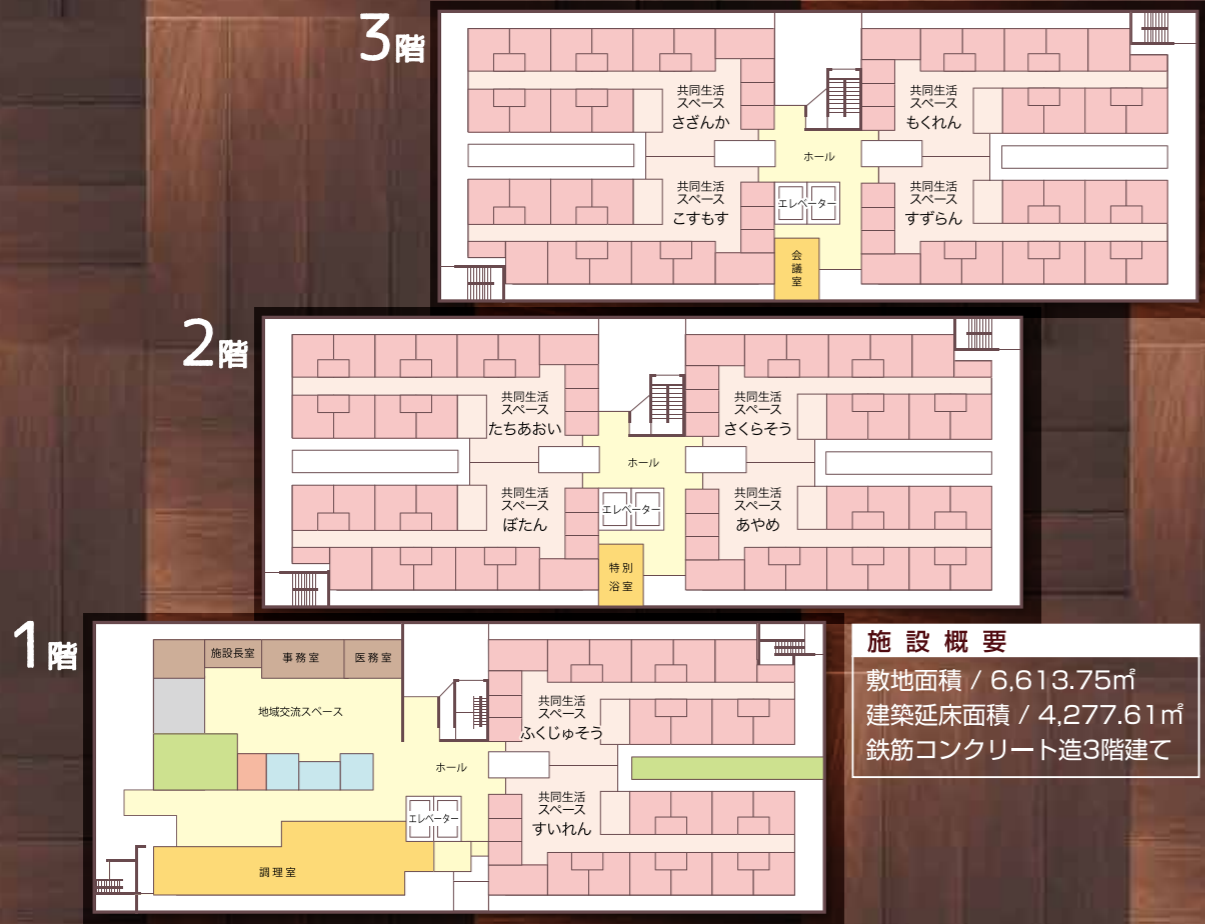 3階
共同生活
スペース
さざんか
共同生活
スペース
もくれん
ホール
共同生活
スペース
こすもす
エレベーター
共同生活
スペース
すずらん
会議室
2階
共同生活
スペース
たちあおい
共同生活
スペース
さくらそう
ホール
共同生活
スペース
ぼたん
エレベーター
共同生活
スペース
あやめ
特別
浴室
1階
施設長室
事務室
医務室
地域交流スペース
共同生活
スペース
ふくじゅそう
ホール
共同生活
スペース
すいれん
エレベーター
調理室
施設概要
敷地面積 / 6,613.75㎡
建築延床面積 / 4,277.61㎡
鉄筋コンクリート造3階建て